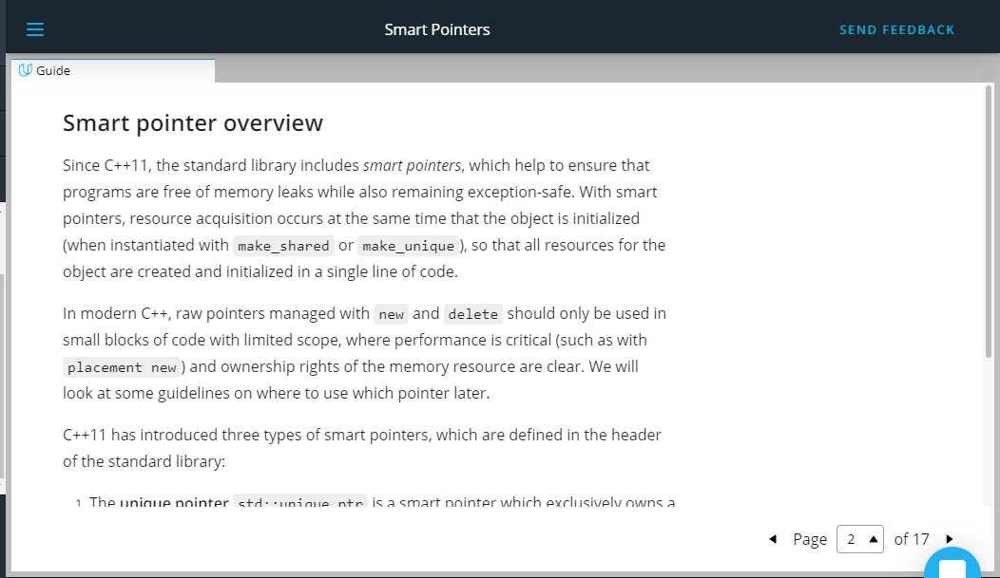 Smart Pointers
SEND FEEDBACK
Guide
Smart pointer overview
Since C++11, the standard library includes smart pointers, which help to ensure that
programs are free of memory leaks while also remaining exception-safe. With smart
pointers, resource acquisition occurs at the same time that the object is initialized
(when instantiated with make_shared or make_unique ), so that all resources for the
object are created and initialized in a single line of code.
In modern C++, raw pointers managed with new and delete should only be used in
small blocks of code with limited scope, where performance is critical (such as with
placement new ) and ownership rights of the memory resource are clear. We will
look at some guidelines on where to use which pointer later.
C++11 has introduced three types of smart pointers, which are defined in the header
of the standard library:
1. The unique pointer std::unique_ptr is a smart pointer which exclusively owns a
Page 2 of 17